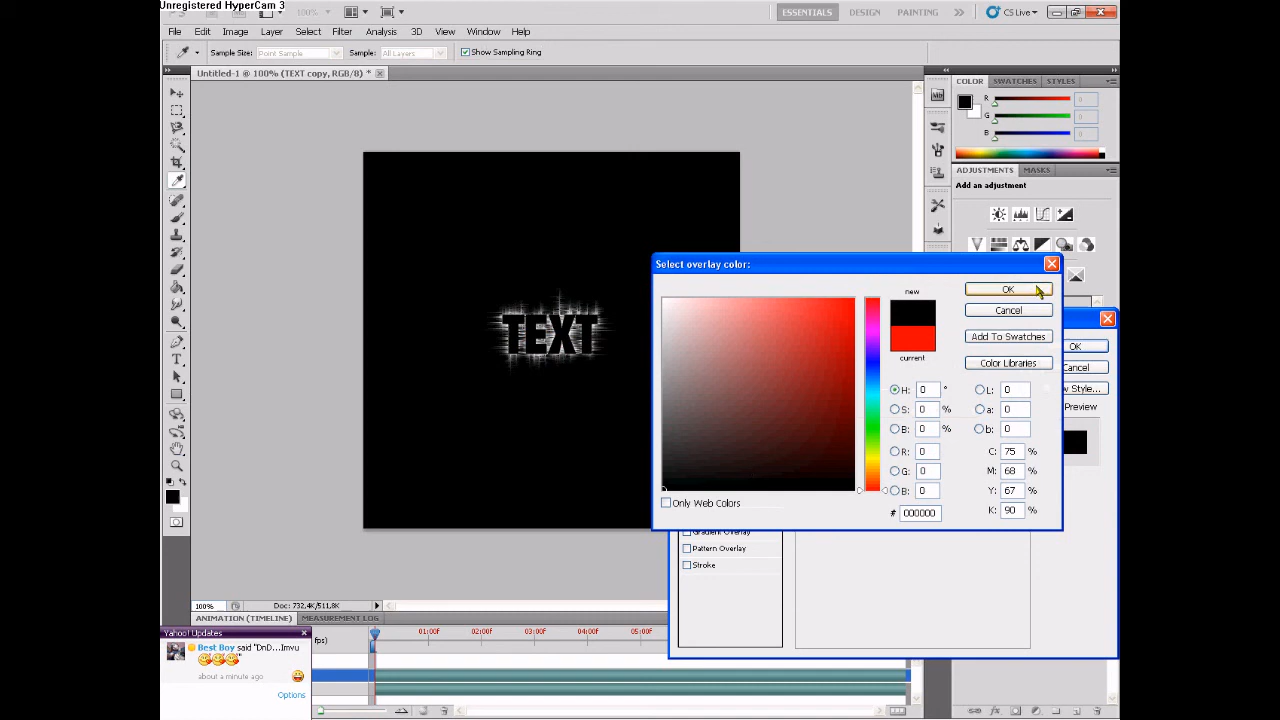 Unregistered HyperCam 3
100%
ESSENTIALS DESIGN PAINTING CS Live
File Edit Image Layer Select Filter Analysis 3D View Window Help
Sample Size: Point Sample Sample: All Layers Show Sampling Ring
Untitled-1 @ 100% (TEXT copy, RGB/8) *
COLOR SWATCHES STYLES
R 0
G 0
B 0
ADJUSTMENTS MASKS
Add an adjustment
TEXT
Select overlay color:
new
current
OK
Cancel
Add To Swatches
Color Libraries
H: 0 °
S: 0 %
B: 0 %
R: 0
G: 0
B: 0
# 000000
L: 0
a: 0
b: 0
C: 75 %
M: 68 %
Y: 67 %
K: 90 %
Only Web Colors
OK
Cancel
Style...
Preview
Gradient Overlay
Pattern Overlay
Stroke
100% Doc: 732,4K/511,8K
ANIMATION (TIMELINE) MEASUREMENT LOG
fps)
01:00f 02:00f 03:00f 04:00f 05:00f
Yahoo! Updates
Best Boy said "DnD...Imvu
"
about a minute ago
Options